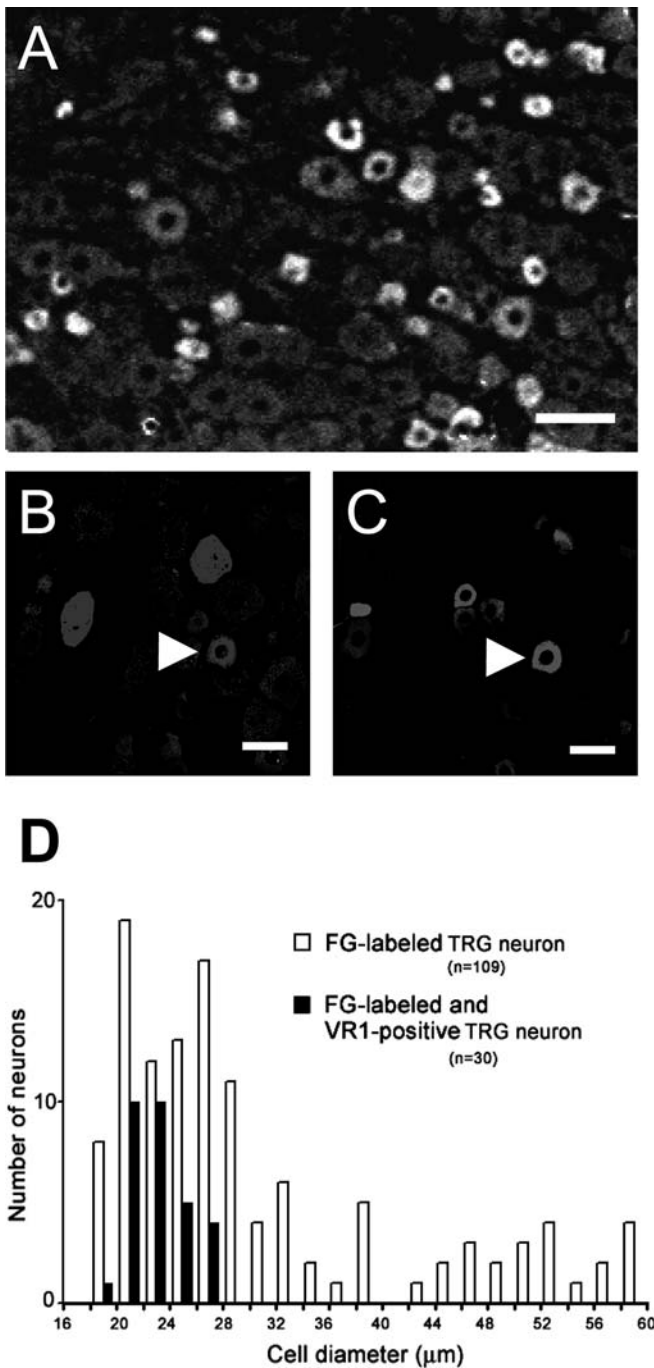 A
B
C
D
20
10
0
Number of neurons
FG-labeled TRG neuron
(n=109)
FG-labeled and
VR1-positive TRG neuron
(n=30)
16 20 24 28 32 36 40 44 48 52 56 60
Cell diameter (μm)